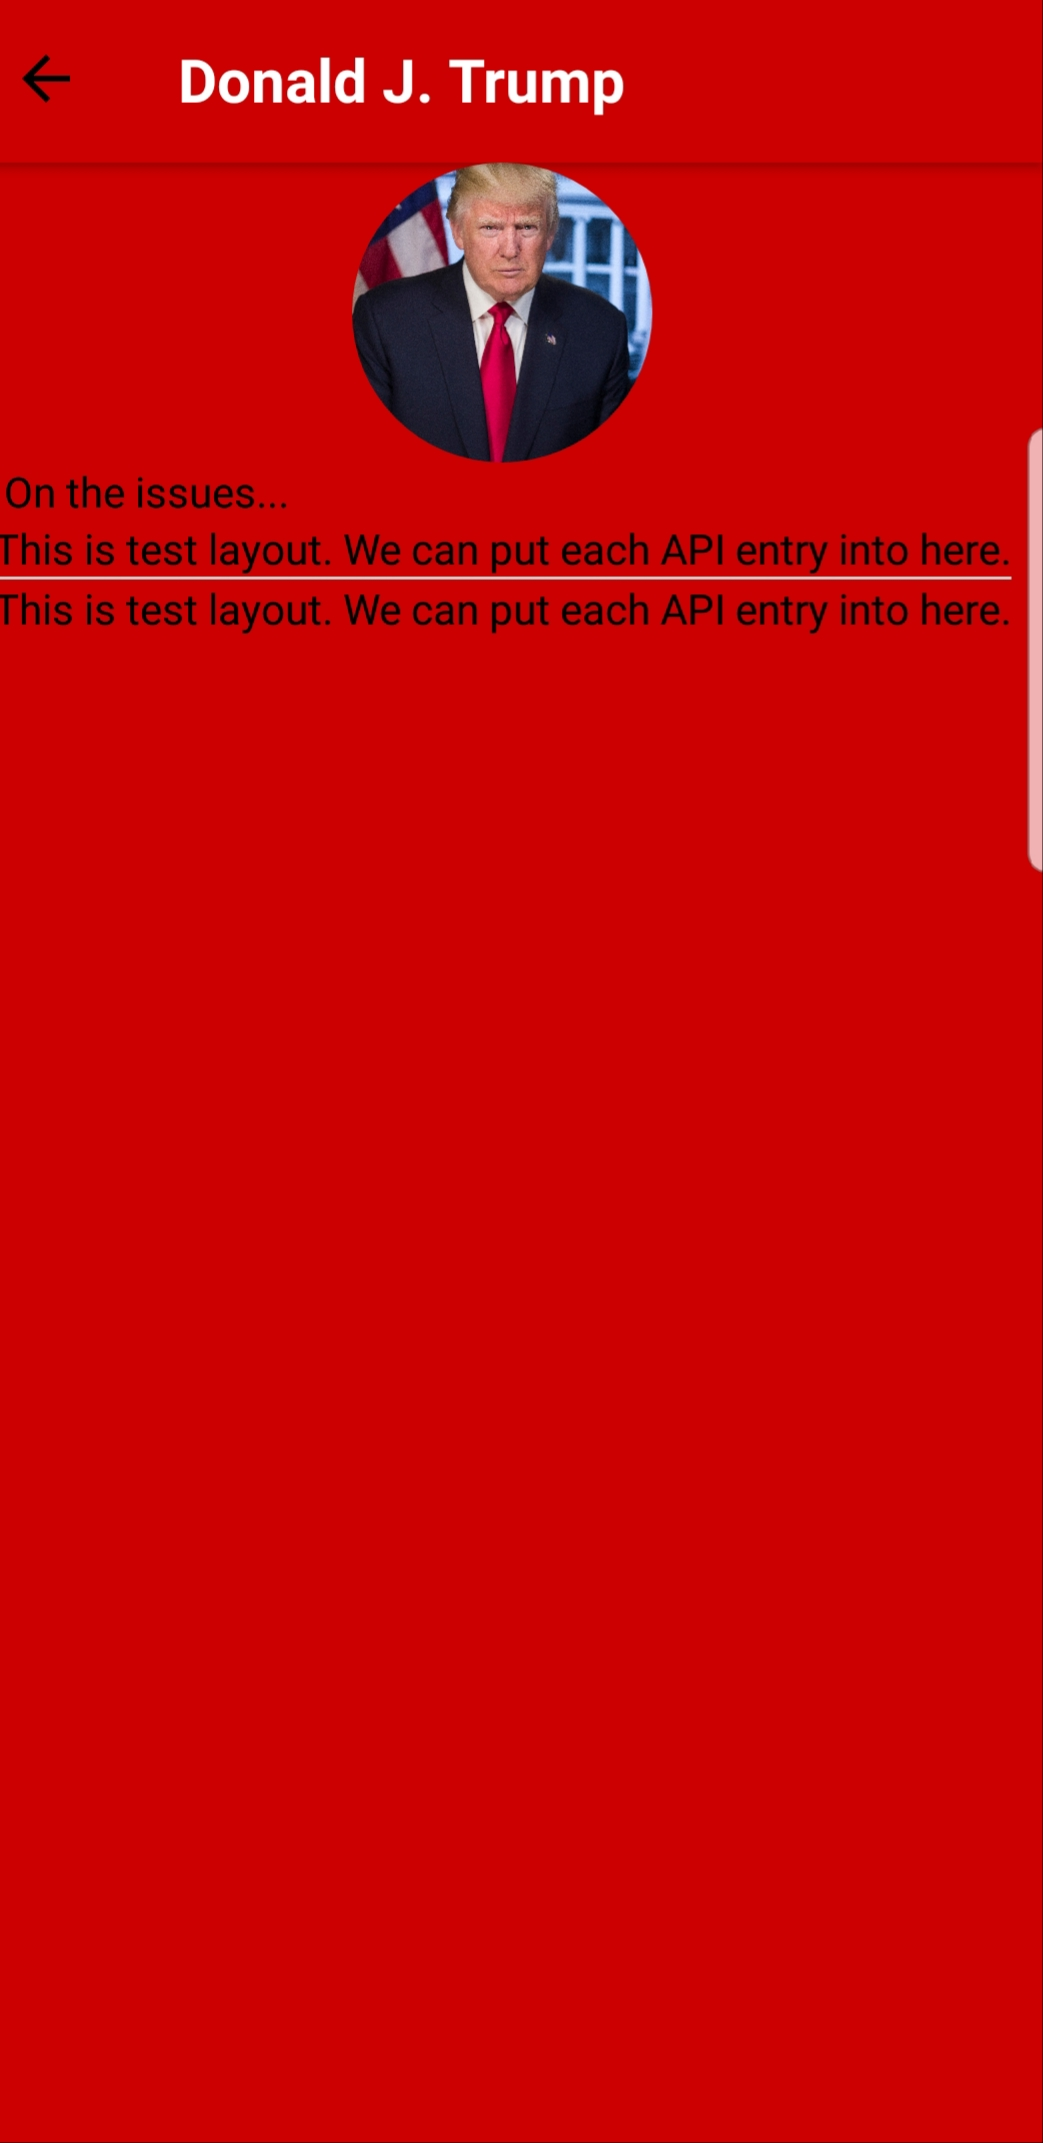 Donald J. Trump
On the issues...
This is test layout. We can put each API entry into here.
This is test layout. We can put each API entry into here.